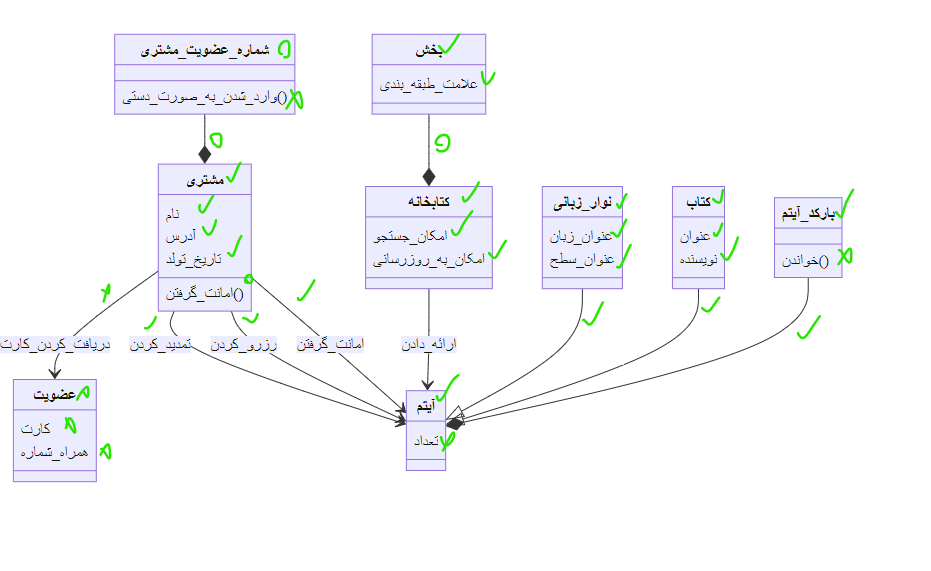 شماره_عضویت_مشتری
وارد_شدن_به_صورت_دستی()
بخش
علامت_طبقه_بندی
مشتری
نام
آدرس
تاریخ_تولد
امانت_گرفتن()
کتابخانه
امکان_جستجو
امکان_به_روزرسانی
نوار_زبانی
عنوان_زبان
عنوان_سطح
کتاب
عنوان
نویسنده
بارکد_آیتم
خواندن()
دریافت_کردن_کارت
تمدید_کردن
رزرو_کردن
امانت_گرفتن
ارائه_دادن
عضویت
کارت
همراه_شماره
آیتم
تعداد